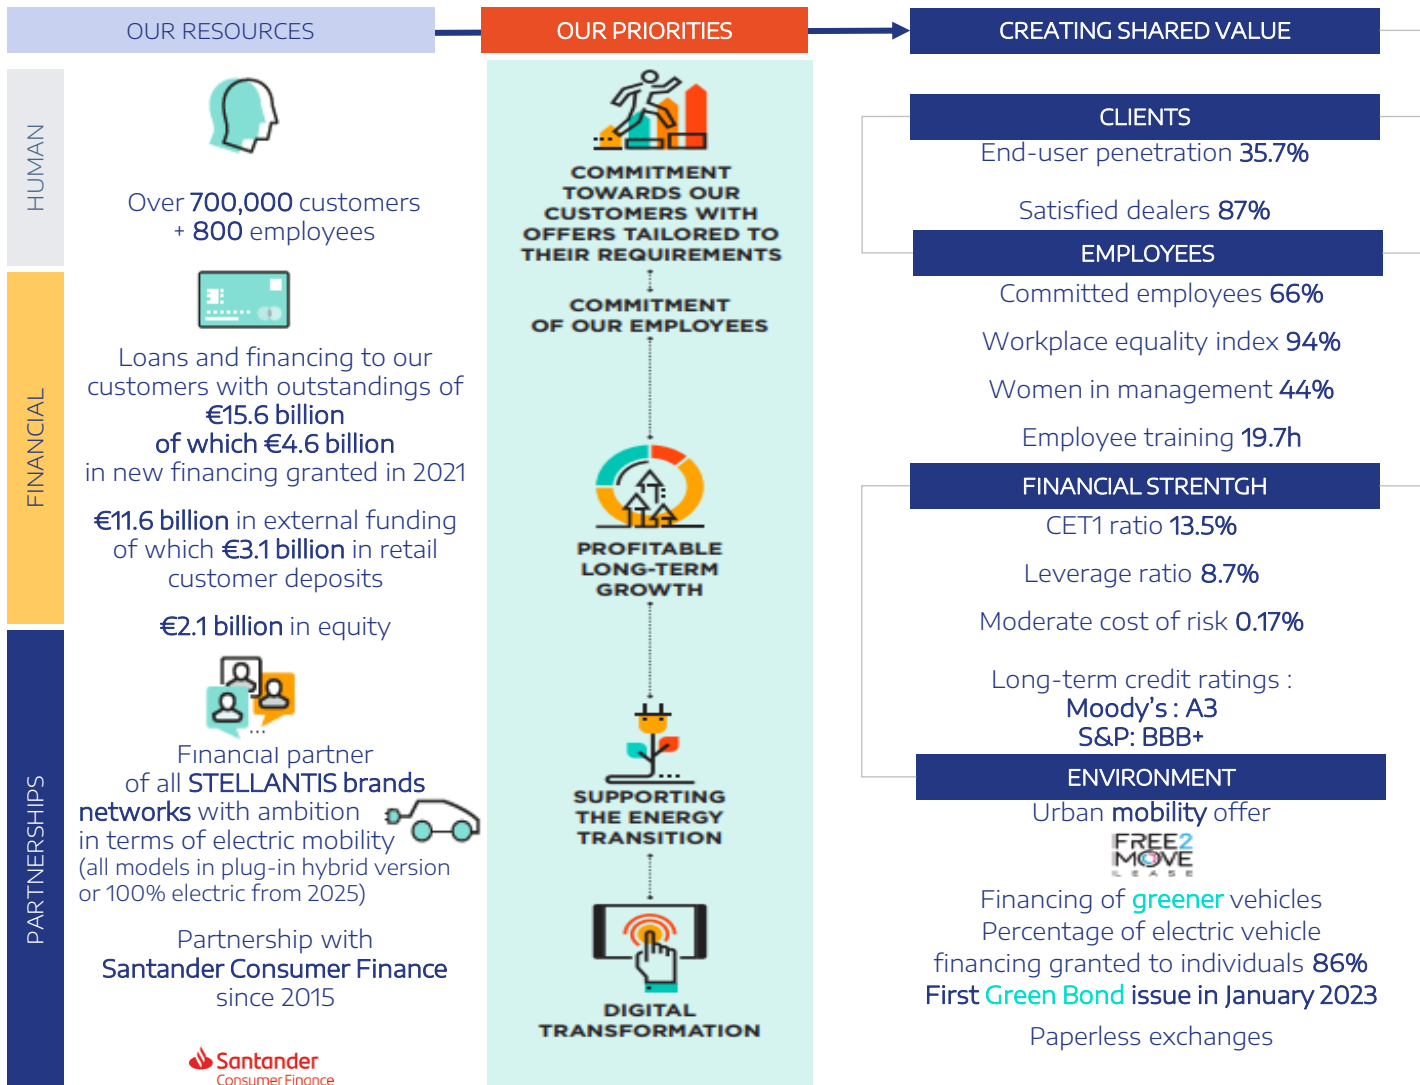 OUR RESOURCES
OUR PRIORITIES
CREATING SHARED VALUE
HUMAN
Over 700,000 customers
+ 800 employees
FINANCIAL
Loans and financing to our
customers with outstandings of
€15.6 billion
of which €4.6 billion
in new financing granted in 2021
€11.6 billion in external funding
of which €3.1 billion in retail
customer deposits
€2.1 billion in equity
PARTNERSHIPS
Financial partner
of all STELLANTIS brands
networks with ambition
in terms of electric mobility
(all models in plug-in hybrid version
or 100% electric from 2025)
Partnership with
Santander Consumer Finance
since 2015
Santander
Consumer Finance
COMMITMENT
TOWARDS OUR
CUSTOMERS WITH
OFFERS TAILORED TO
THEIR REQUIREMENTS
COMMITMENT
OF OUR EMPLOYEES
PROFITABLE
LONG-TERM
GROWTH
SUPPORTING
THE ENERGY
TRANSITION
DIGITAL
TRANSFORMATION
CLIENTS
End-user penetration 35.7%
Satisfied dealers 87%
EMPLOYEES
Committed employees 66%
Workplace equality index 94%
Women in management 44%
Employee training 19.7h
FINANCIAL STRENTGH
CET1 ratio 13.5%
Leverage ratio 8.7%
Moderate cost of risk 0.17%
Long-term credit ratings :
Moody's : A3
S&P: BBB+
ENVIRONMENT
Urban mobility offer
FREE2
MOVE
LEASE
Financing of greener vehicles
Percentage of electric vehicle
financing granted to individuals 86%
First Green Bond issue in January 2023
Paperless exchanges